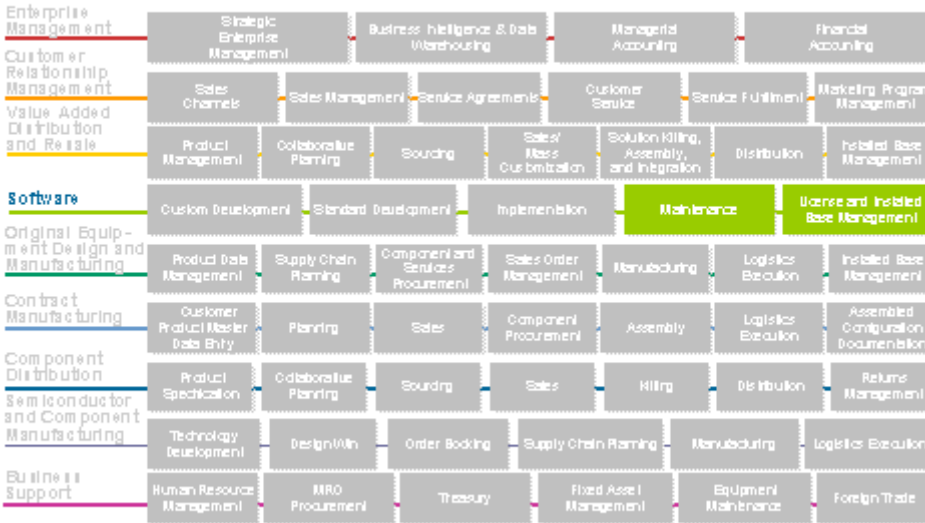 Enterprise
Management
Strategic
Enterprise
Management
Business Intelligence & Data
Warehousing
Managerial
Accounting
Financial
Accounting
Customer
Relationship
Management
Sales
Channels
Sales Management
Service Agreements
Customer
Service
Service Fulfillment
Marketing Program
Management
Value Added
Distribution
and Resale
Product
Management
Collaborative
Planning
Sourcing
Sales/
Mass
Customization
Solution Kitting,
Assembly,
and Integration
Distribution
Installed Base
Management
Software
Custom Development
Standard Development
Implementation
Maintenance
License and Installed
Base Management
Original Equip-
ment Design and
Manufacturing
Product Data
Management
Supply Chain
Planning
Component and
Services
Procurement
Sales Order
Management
Manufacturing
Logistics
Execution
Installed Base
Management
Contract
Manufacturing
Customer
Product Master
Data Entry
Planning
Sales
Component
Procurement
Assembly
Logistics
Execution
Assembled
Configuration
Documentation
Component
Distribution
Product
Specification
Collaborative
Planning
Sourcing
Sales
Kitting
Distribution
Returns
Management
Semiconductor
and Component
Manufacturing
Technology
Development
Design Win
Order Booking
Supply Chain Planning
Manufacturing
Logistics Execution
Business
Support
Human Resource
Management
MRO
Procurement
Treasury
Fixed Asset
Management
Equipment
Maintenance
Foreign Trade